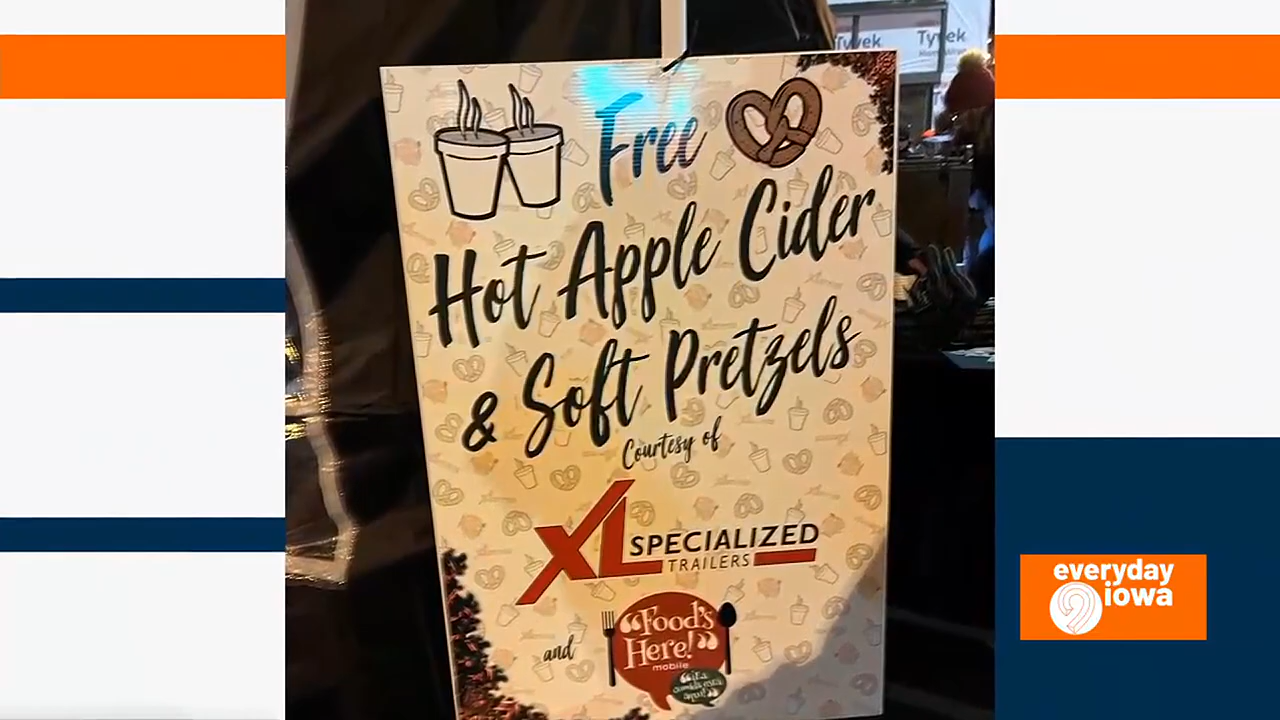 Tyvek
Tyvek
Free
Hot Apple Cider
& Soft Pretzels
Courtesy of
XL SPECIALIZED
TRAILERS
and
"Food's
Here!"
mobile
everyday
9 iowa